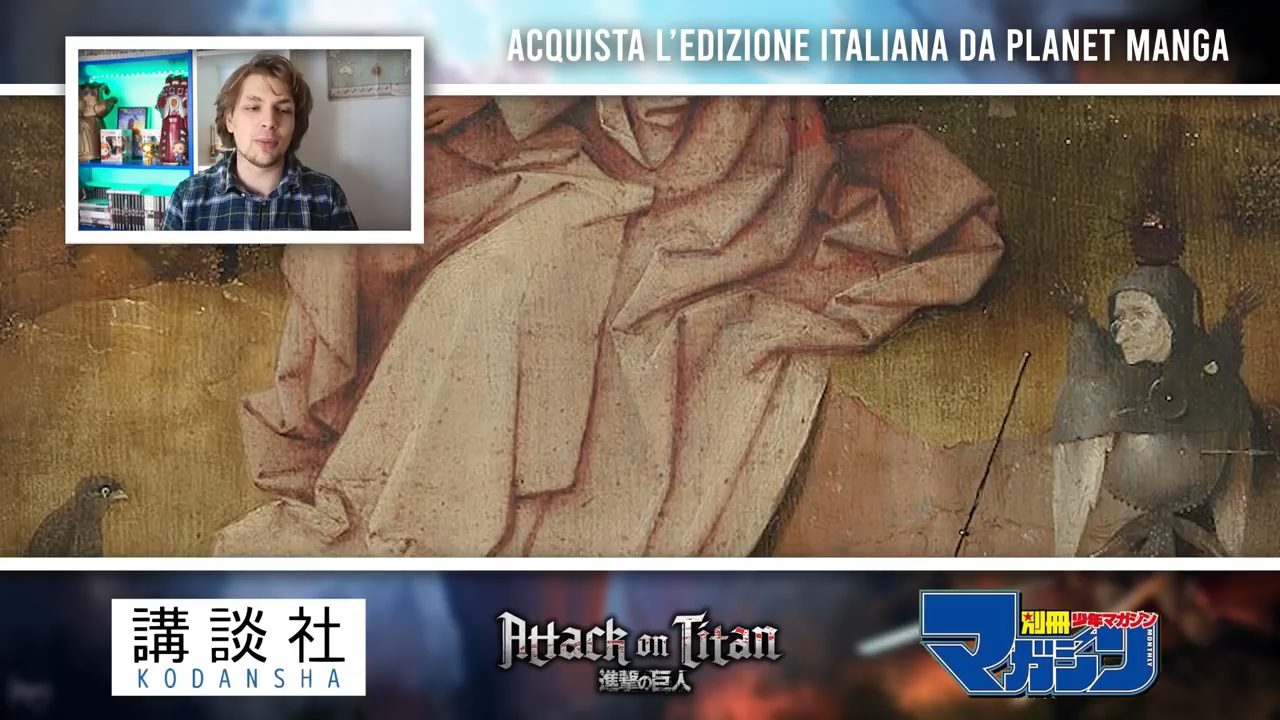 ACQUISTA L'EDIZIONE ITALIANA DA PLANET MANGA
講談社
KODANSHA
Attack on Titan
進撃の巨人
別冊少年マガジン
マガジン
MONTHLY